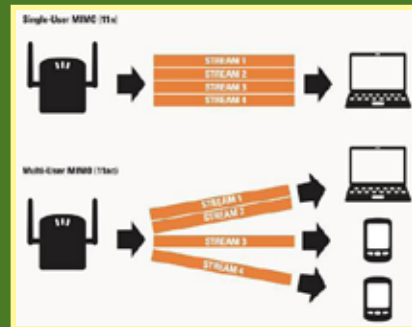 Single-User MIMO (11n)
STREAM 1
STREAM 2
STREAM 3
STREAM 4
Multi-User MIMO (11ac)
STREAM 1
STREAM 2
STREAM 3
STREAM 4